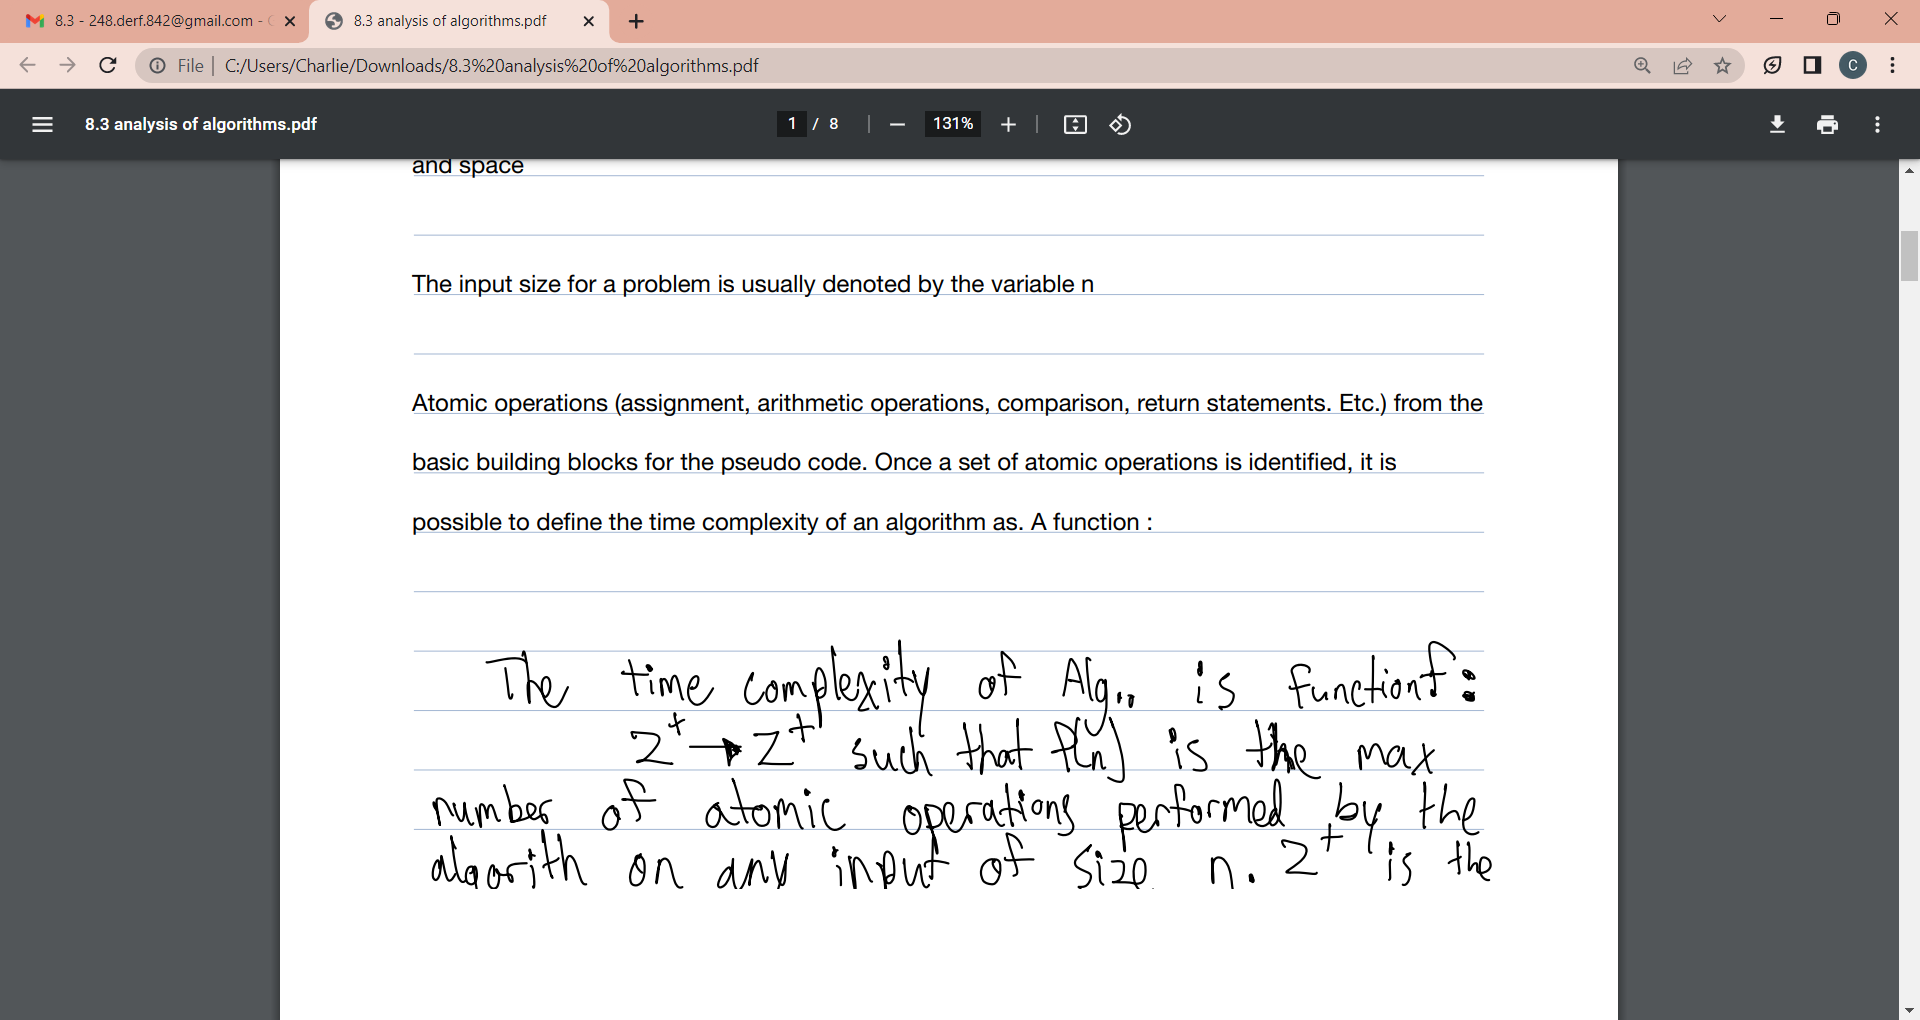 8.3 - 248.derf.842@gmail.com -
8.3 analysis of algorithms.pdf
File
C:/Users/Charlie/Downloads/8.3%20analysis%20of%20algorithms.pdf
C
8.3 analysis of algorithms.pdf
1 / 8
131%
and space
The input size for a problem is usually denoted by the variable n
Atomic operations (assignment, arithmetic operations, comparison, return statements. Etc.) from the
basic building blocks for the pseudo code. Once a set of atomic operations is identified, it is
possible to define the time complexity of an algorithm as. A function :
The time complexity of Alg.. is function f:
Z⁺ → Z⁺ such that f(n) is the max
number of atomic operations performed by the
algorith on any input of size n. Z⁺ is the